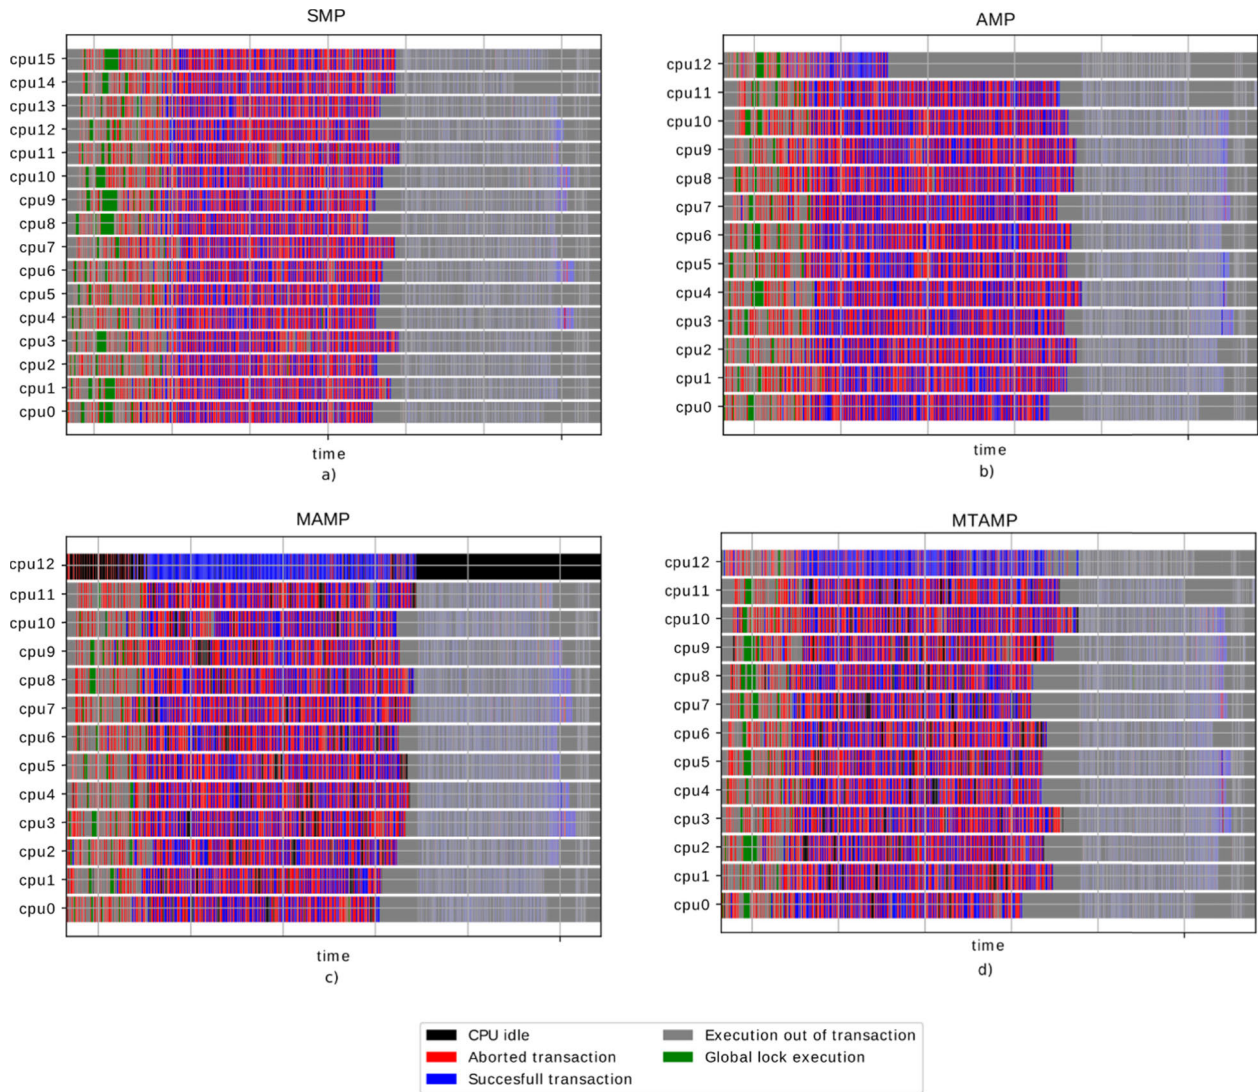 SMP
cpu15
cpu14
cpu13
cpu12
cpu11
cpu10
cpu9
cpu8
cpu7
cpu6
cpu5
cpu4
cpu3
cpu2
cpu1
cpu0
time
a)
AMP
cpu12
cpu11
cpu10
cpu9
cpu8
cpu7
cpu6
cpu5
cpu4
cpu3
cpu2
cpu1
cpu0
time
b)
MAMP
cpu12
cpu11
cpu10
cpu9
cpu8
cpu7
cpu6
cpu5
cpu4
cpu3
cpu2
cpu1
cpu0
time
c)
MTAMP
cpu12
cpu11
cpu10
cpu9
cpu8
cpu7
cpu6
cpu5
cpu4
cpu3
cpu2
cpu1
cpu0
time
d)
CPU idle
Aborted transaction
Succesfull transaction
Execution out of transaction
Global lock execution